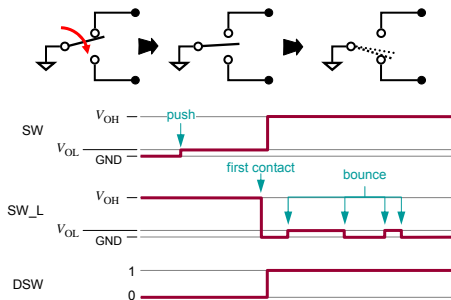 push
V_OH
SW
V_OL
GND
first contact
bounce
V_OH
SW_L
V_OL
GND
1
DSW
0